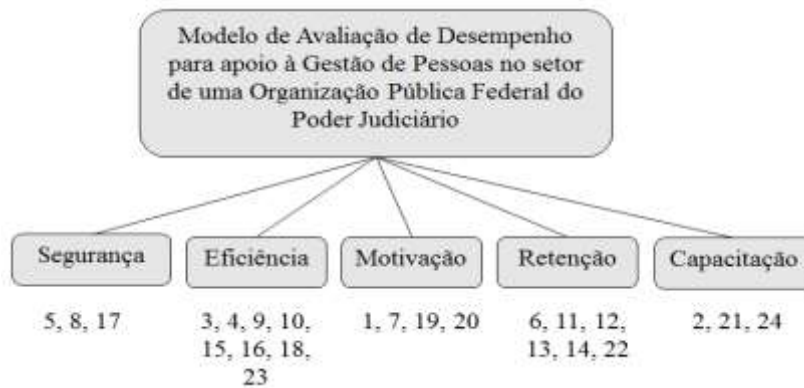 Modelo de Avaliação de Desempenho
para apoio à Gestão de Pessoas no setor
de uma Organização Pública Federal do
Poder Judiciário
Segurança
Eficiência
Motivação
Retenção
Capacitação
5, 8, 17
3, 4, 9, 10,
15, 16, 18,
23
1, 7, 19, 20
6, 11, 12,
13, 14, 22
2, 21, 24